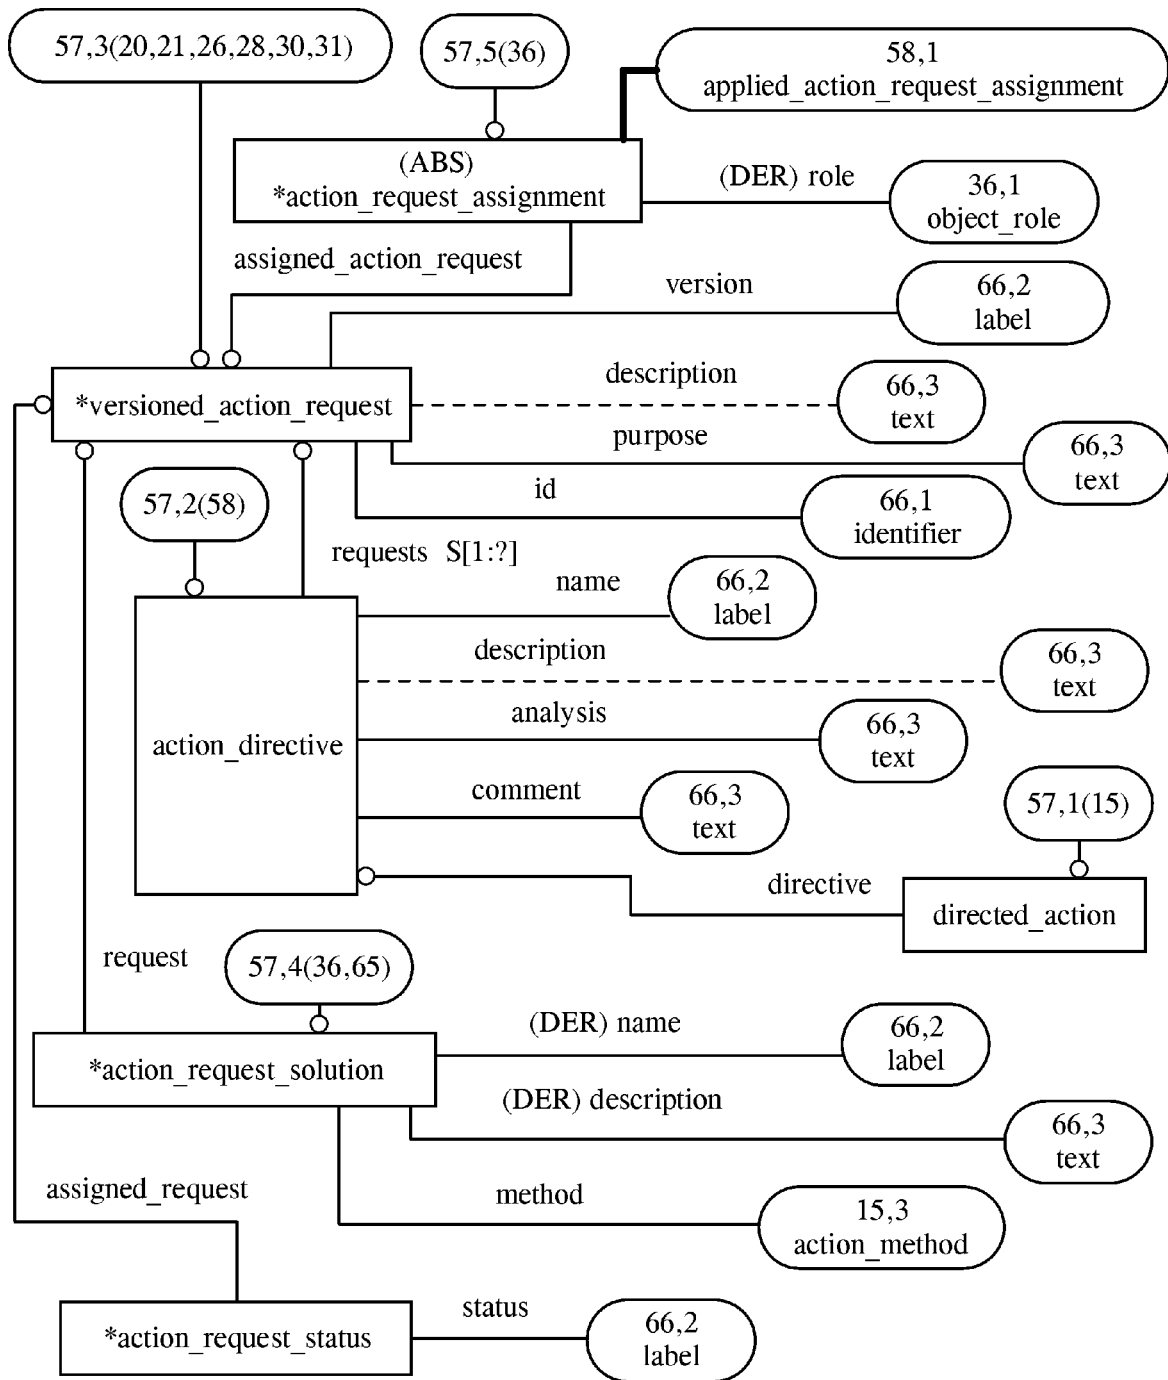 57,3(20,21,26,28,30,31)
57,5(36)
58,1
applied_action_request_assignment
(ABS)
*action_request_assignment
(DER) role
36,1
object_role
assigned_action_request
version
66,2
label
*versioned_action_request
description
66,3
text
purpose
66,3
text
id
66,1
identifier
57,2(58)
requests S[1:?]
name
66,2
label
description
66,3
text
action_directive
analysis
66,3
text
comment
66,3
text
57,1(15)
directive
directed_action
request
57,4(36,65)
(DER) name
66,2
label
*action_request_solution
(DER) description
66,3
text
assigned_request
method
15,3
action_method
*action_request_status
status
66,2
label